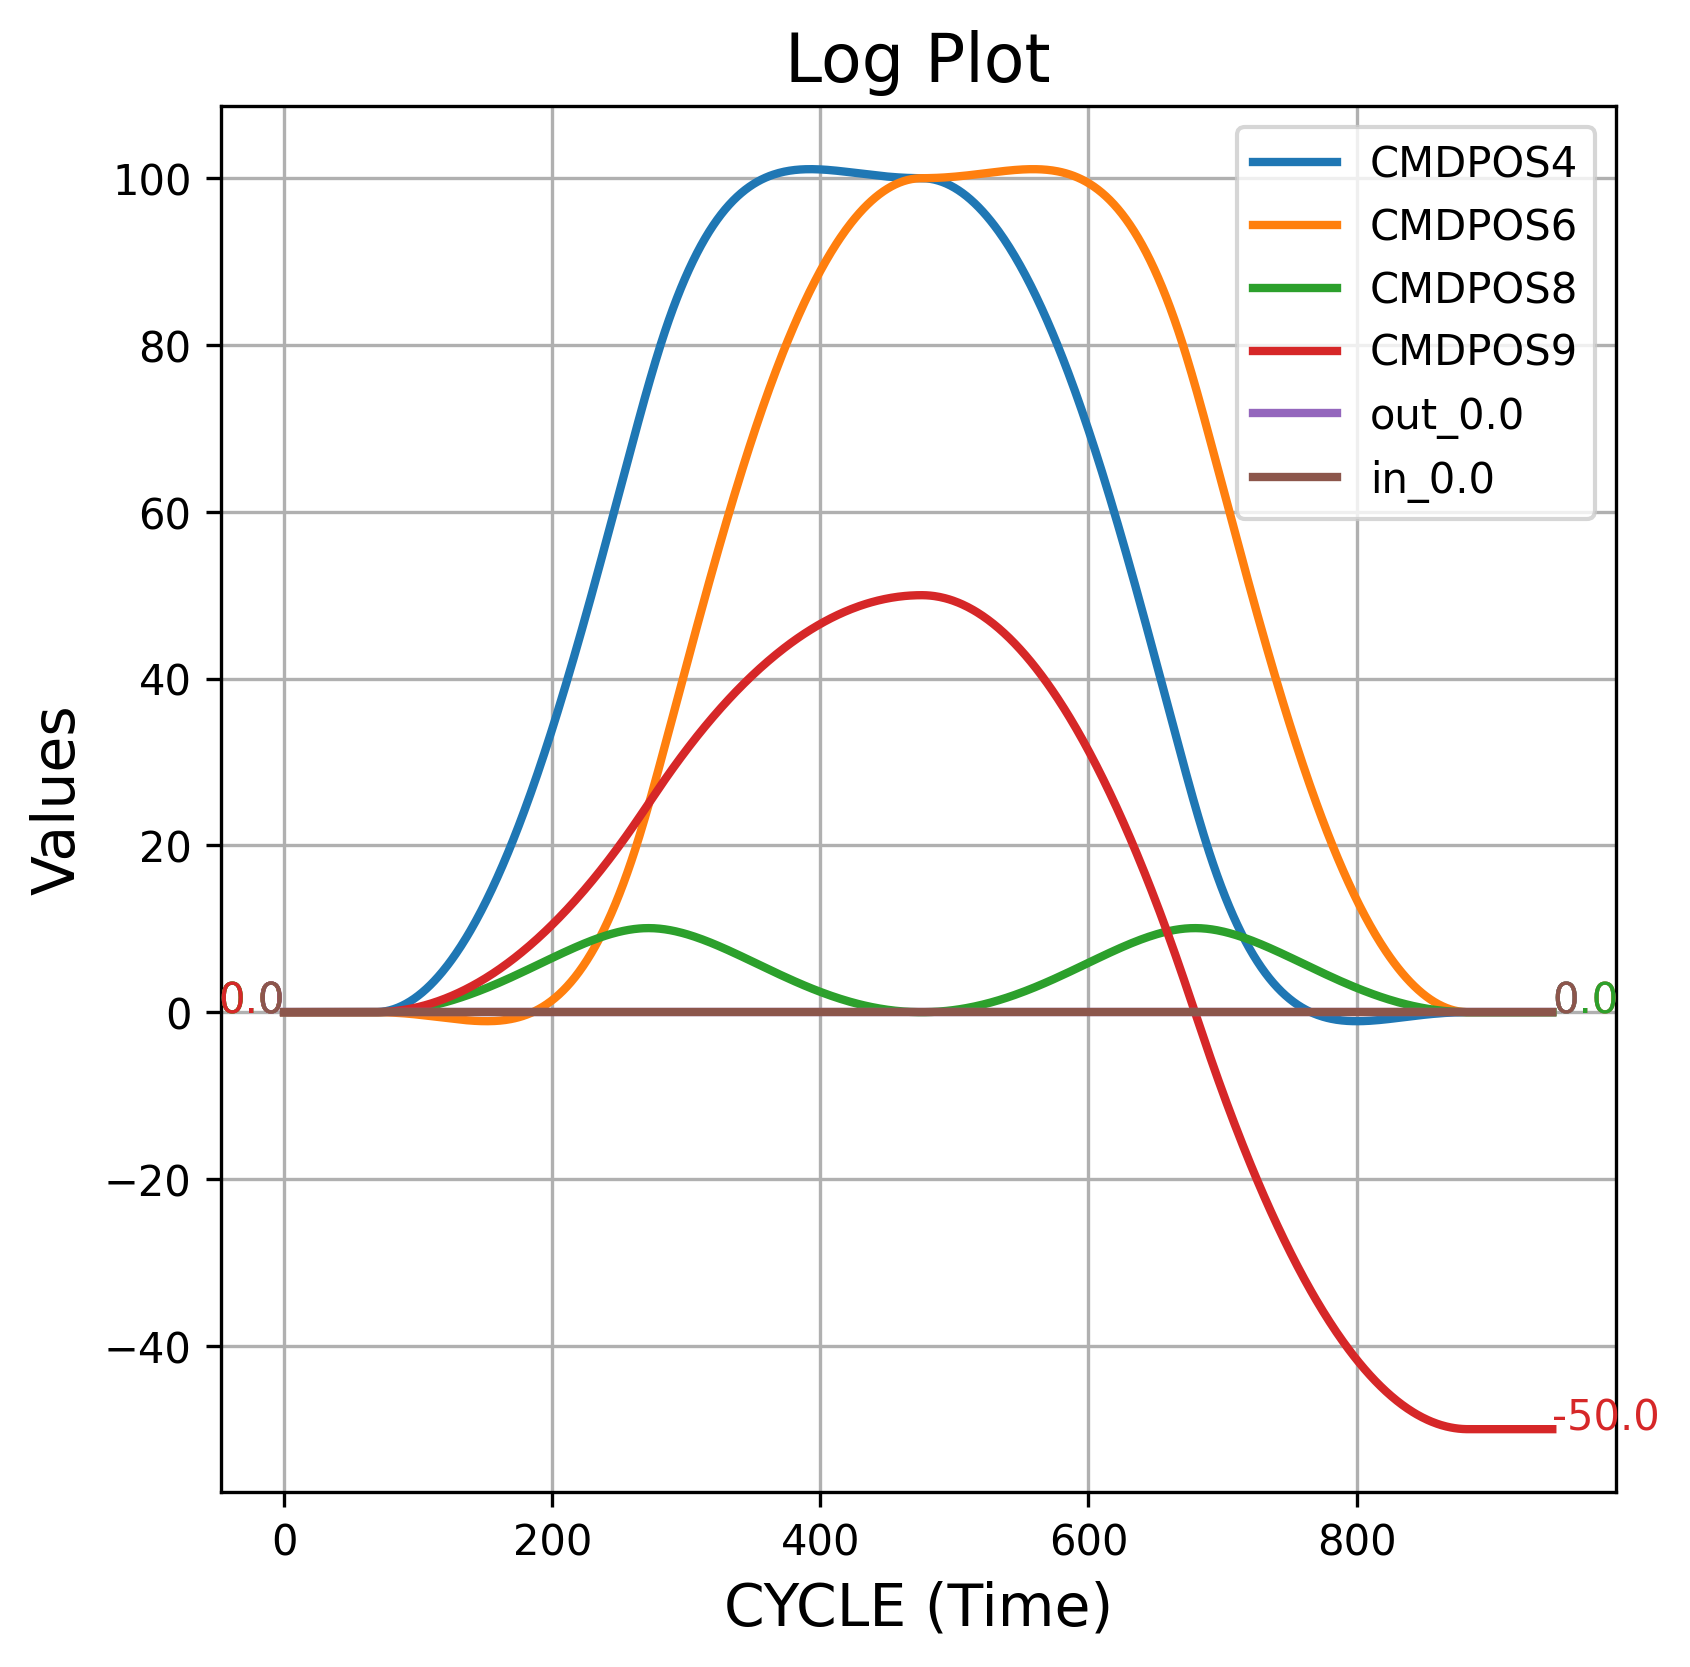 Log Plot
100
80
60
40
20
0
−20
−40
Values
CMDPOS4
CMDPOS6
CMDPOS8
CMDPOS9
out_0.0
in_0.0
0.0
0.0
-50.0
0
200
400
600
800
CYCLE (Time)